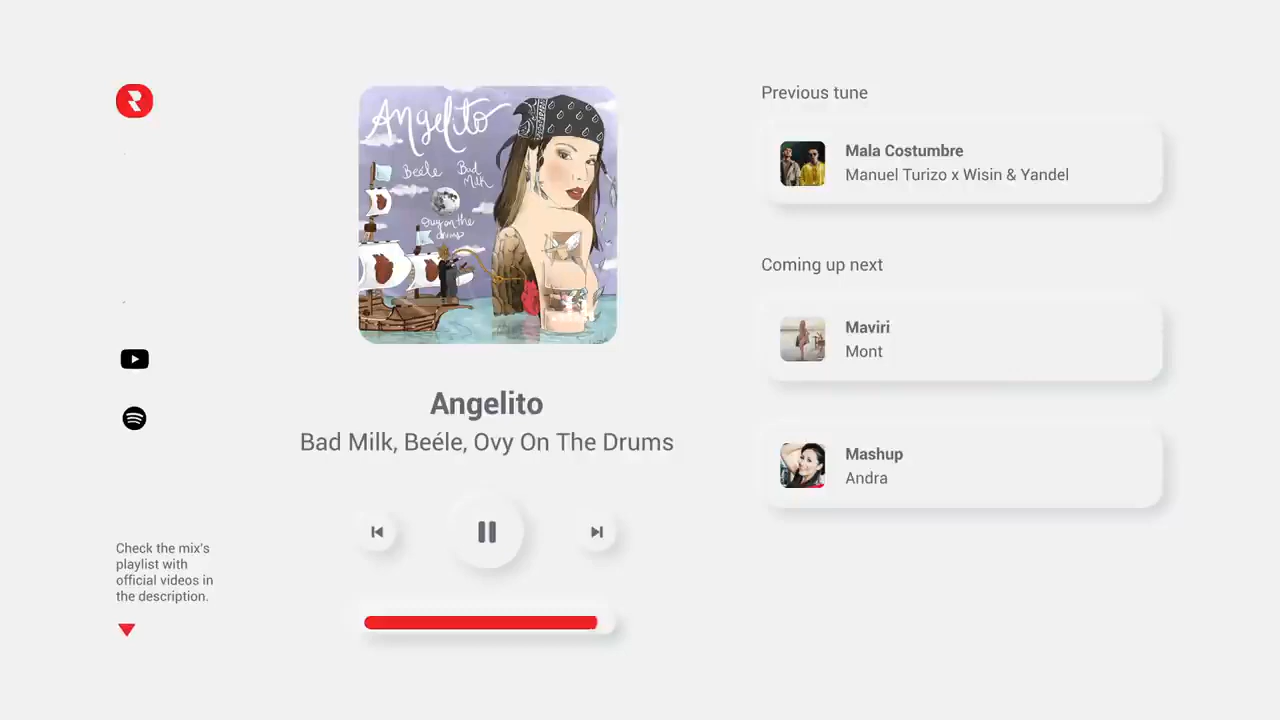 Angelito
Beéle
Bad
Milk
Ovy on the
drums
Angelito
Bad Milk, Beéle, Ovy On The Drums
Previous tune
Mala Costumbre
Manuel Turizo x Wisin & Yandel
Coming up next
Maviri
Mont
Mashup
Andra
Check the mix's
playlist with
official videos in
the description.